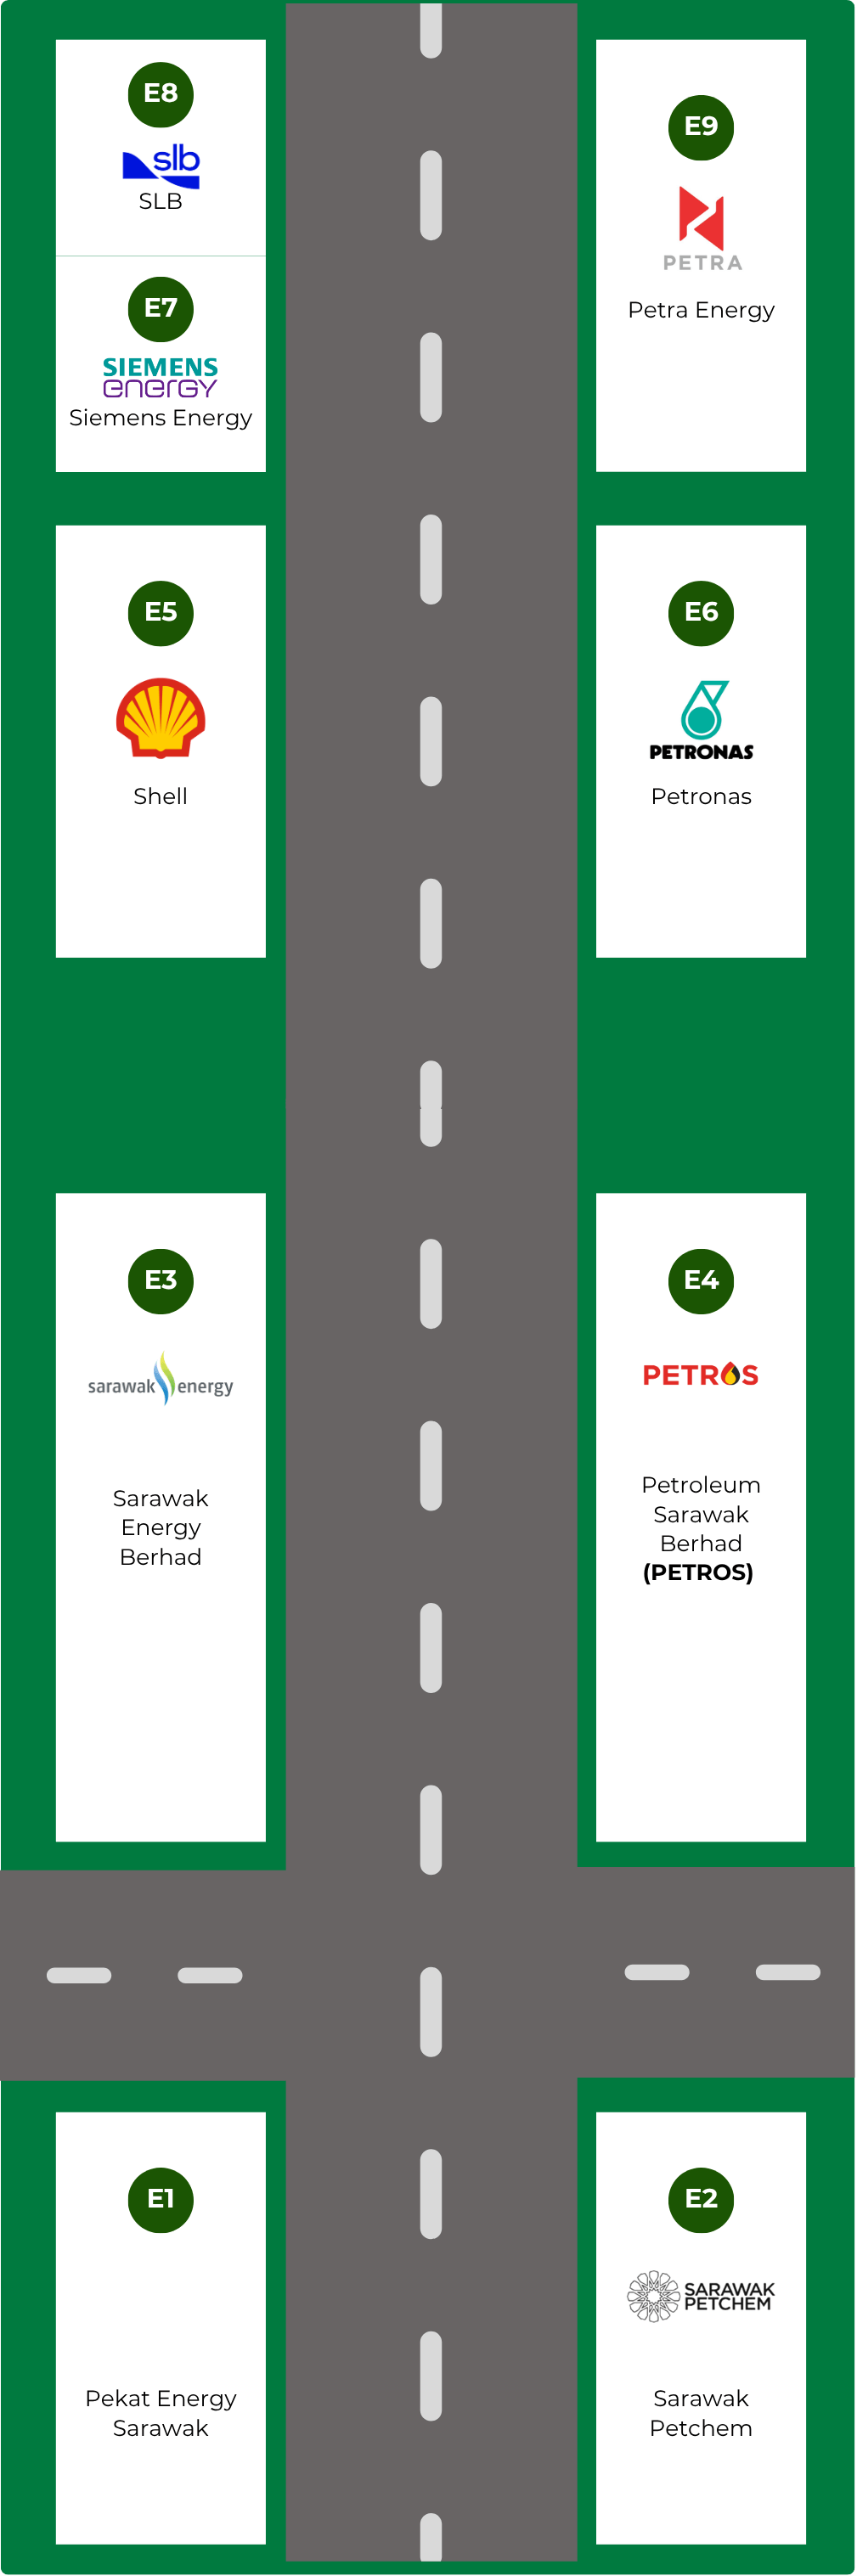 E8
slb
SLB
E9
PETRA
Petra Energy
E7
SIEMENS
energy
Siemens Energy
E5
Shell
E6
PETRONAS
Petronas
E3
sarawak energy
Sarawak
Energy
Berhad
E4
PETROS
Petroleum
Sarawak
Berhad
(PETROS)
E1
Pekat Energy
Sarawak
E2
SARAWAK
PETCHEM
Sarawak
Petchem